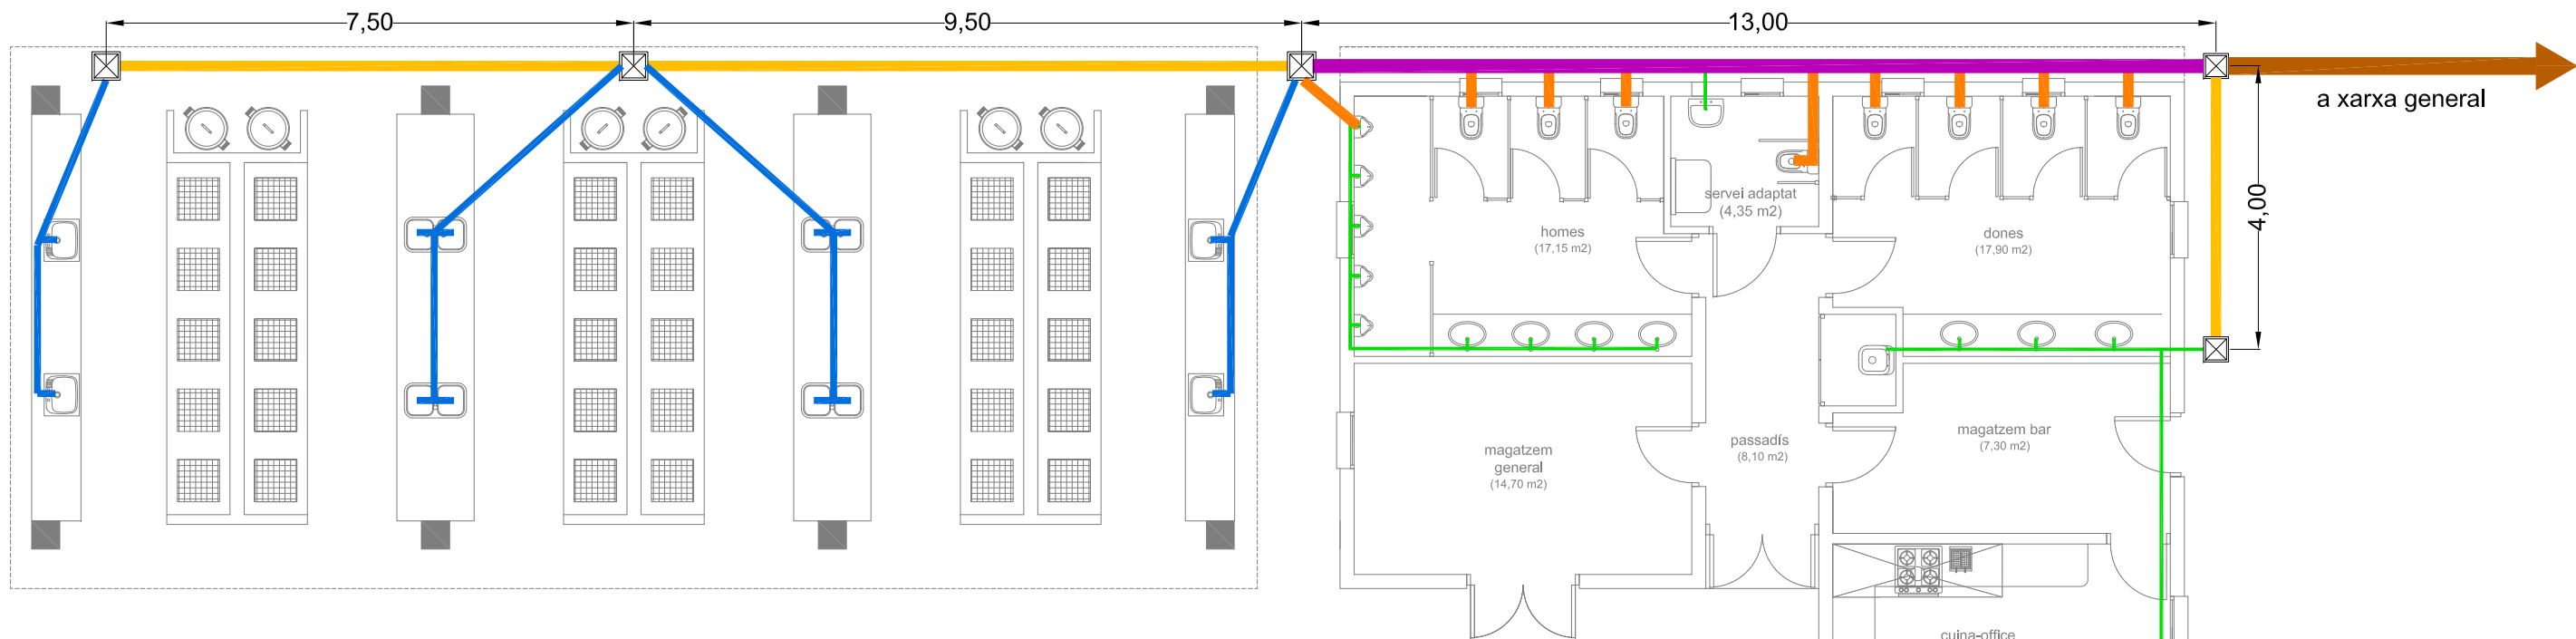 7,50
9,50
13,00
a xarxa general
4,00
servei adaptat
(4,35 m2)
homes
(17,15 m2)
dones
(17,90 m2)
magatzem
general
(14,70 m2)
passadís
(8,10 m2)
magatzem bar
(7,30 m2)
cuina-office